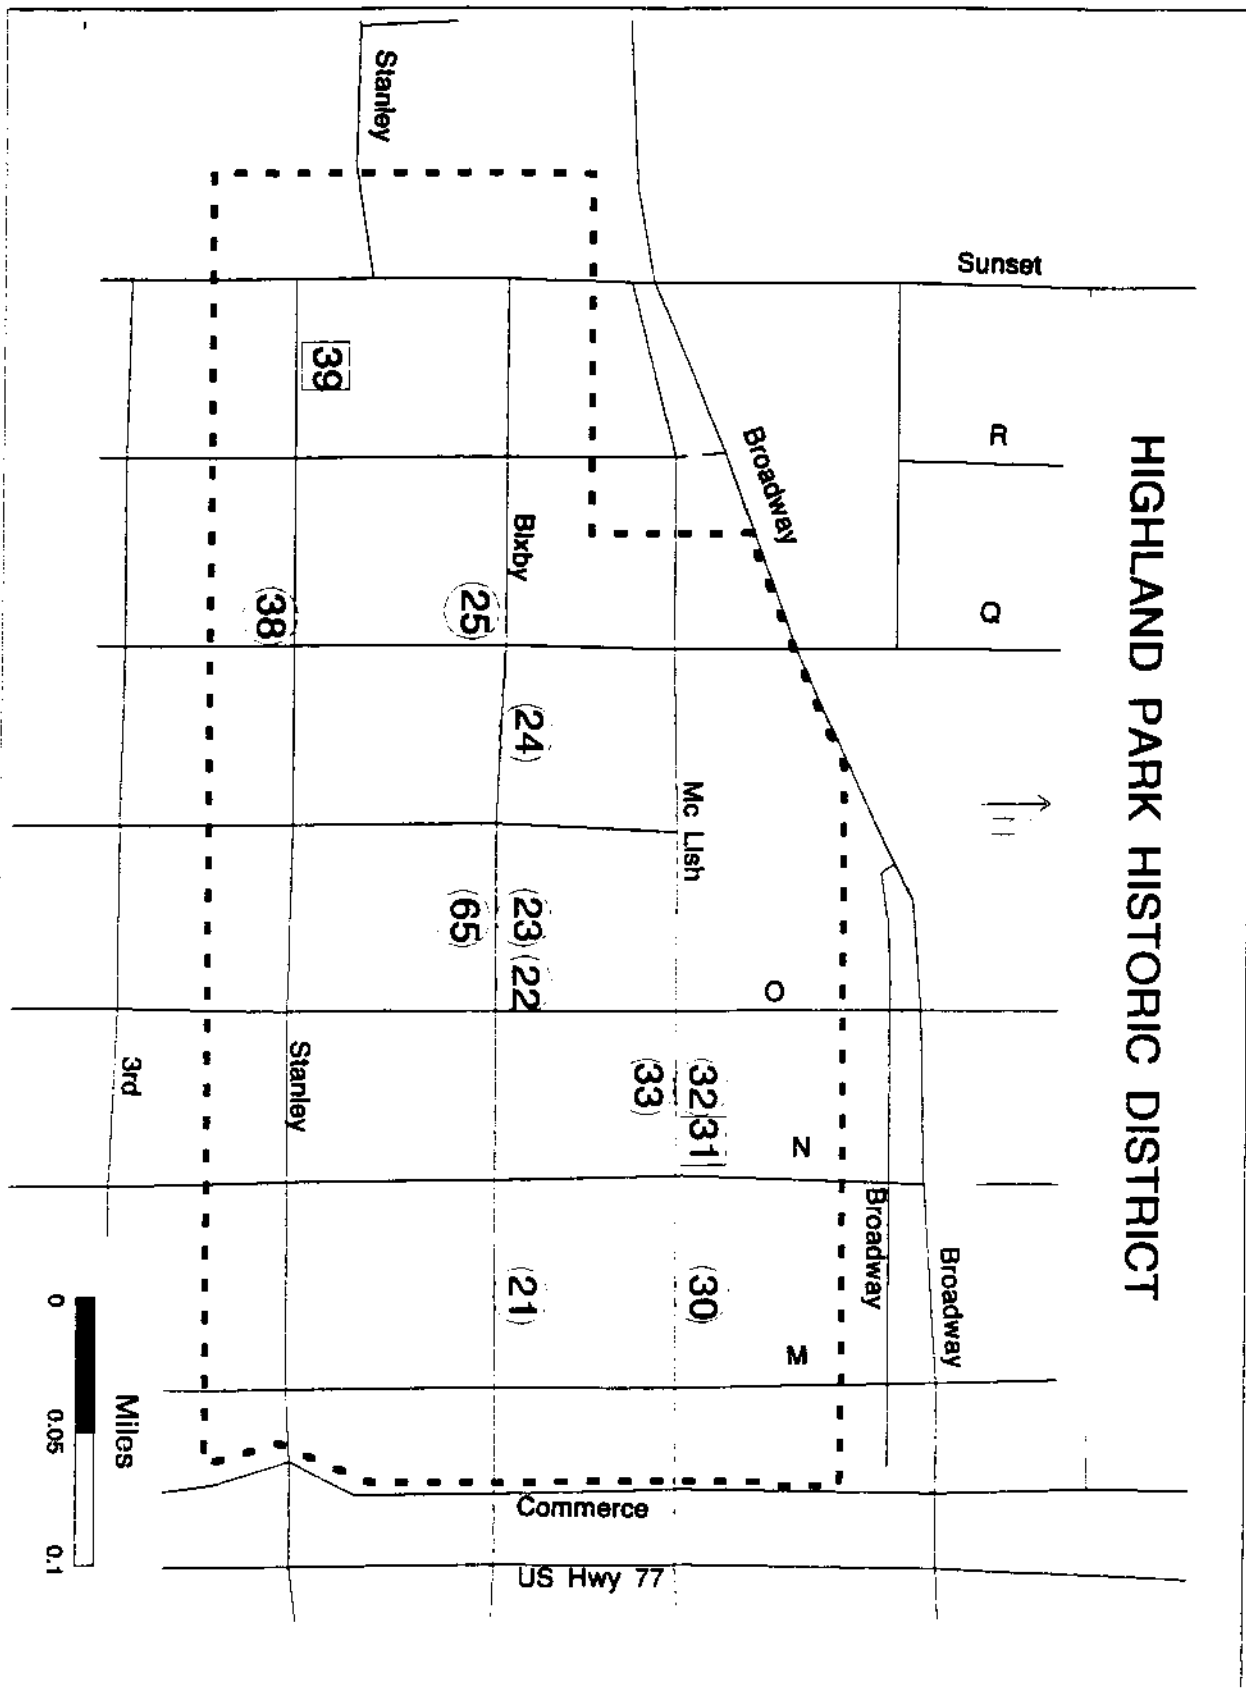 HIGHLAND PARK HISTORIC DISTRICT
Sunset
R
Q
O
N
M
Broadway
Broadway
Broadway
Mc Lish
Bixby
Stanley
Stanley
3rd
Commerce
US Hwy 77
39
38
25
24
23
22
65
32
31
33
30
21
0
0.05
0.1
Miles